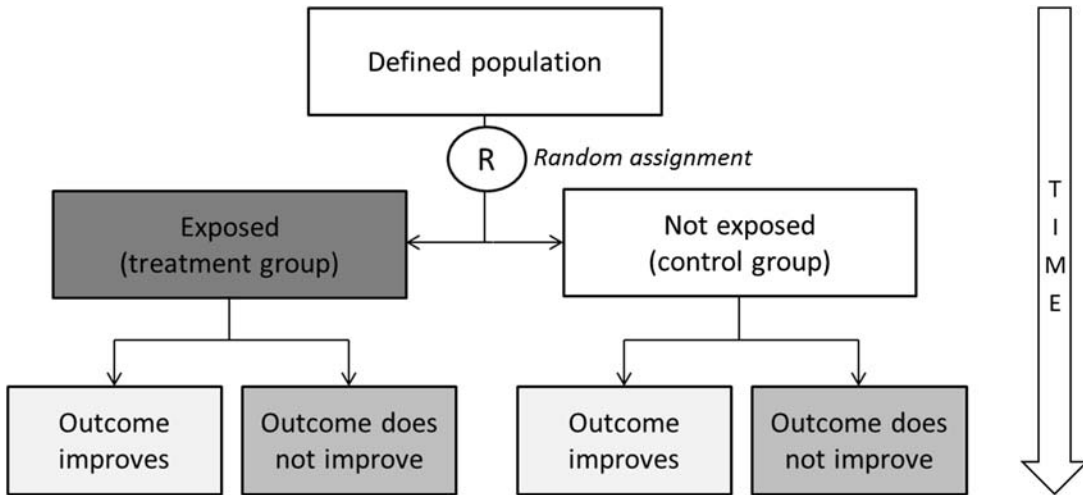 Defined population
R
Random assignment
Exposed
(treatment group)
Not exposed
(control group)
Outcome
improves
Outcome does
not improve
Outcome
improves
Outcome does
not improve
T
I
M
E